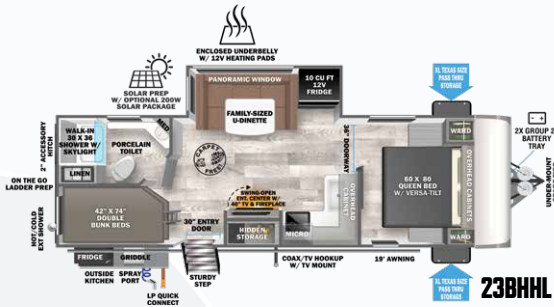 ENCLOSED UNDERBELLY
W/ 12V HEATING PADS
SOLAR PREP
W/ OPTIONAL 200W
SOLAR PACKAGE
PANORAMIC WINDOW
10 CU FT
12V
FRIDGE
FAMILY-SIZED
U-DINETTE
XL TEXAS SIZE
PASS THRU
STORAGE
2" ACCESSORY
HITCH
WALK-IN
30 X 36
SHOWER W/
SKYLIGHT
MED
PORCELAIN
TOILET
LINEN
CARPET
FREE
36" DOORWAY
WARD
2X GROUP 2
BATTERY
TRAY
60 X 80
QUEEN BED
W/ VERSA-TILT
OVERHEAD CABINETS
UNDER-MOUNT
ON THE GO
LADDER PREP
42" X 74"
DOUBLE
BUNK BEDS
HOT/COLD
EXT SHOWER
30" ENTRY
DOOR
SWING-OPEN
ENT. CENTER W/
40" TV & FIREPLACE
HIDDEN
STORAGE
OVERHEAD
CABINET
MICRO
WARD
FRIDGE
GRIDDLE
OUTSIDE
KITCHEN
SPRAY
PORT
LP QUICK
CONNECT
STURDY
STEP
COAX/TV HOOKUP
W/ TV MOUNT
19' AWNING
XL TEXAS SIZE
PASS THRU
STORAGE
23BHHL